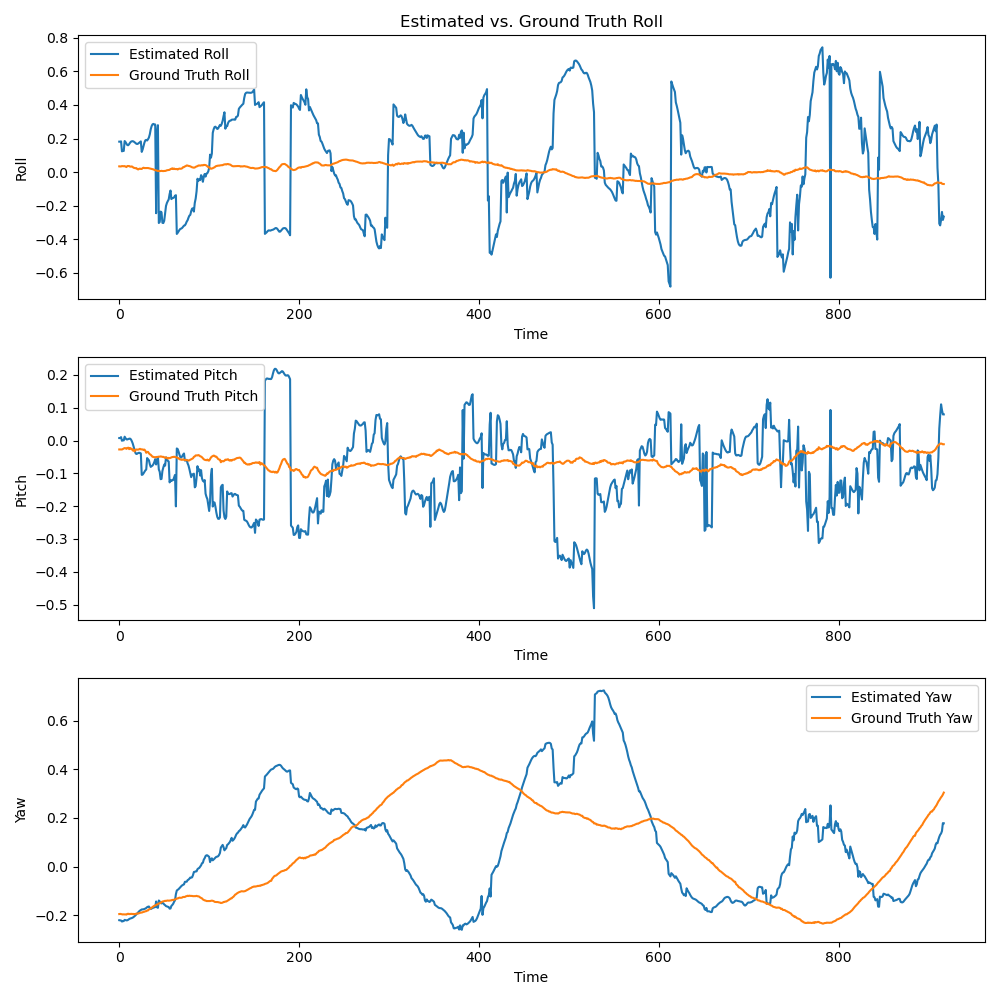 Estimated vs. Ground Truth Roll
Estimated Roll
Ground Truth Roll
0.8
0.6
0.4
0.2
0.0
−0.2
−0.4
−0.6
Roll
0 200 400 600 800
Time
Estimated Pitch
Ground Truth Pitch
0.2
0.1
0.0
−0.1
−0.2
−0.3
−0.4
−0.5
Pitch
0 200 400 600 800
Time
Estimated Yaw
Ground Truth Yaw
0.6
0.4
0.2
0.0
−0.2
Yaw
0 200 400 600 800
Time